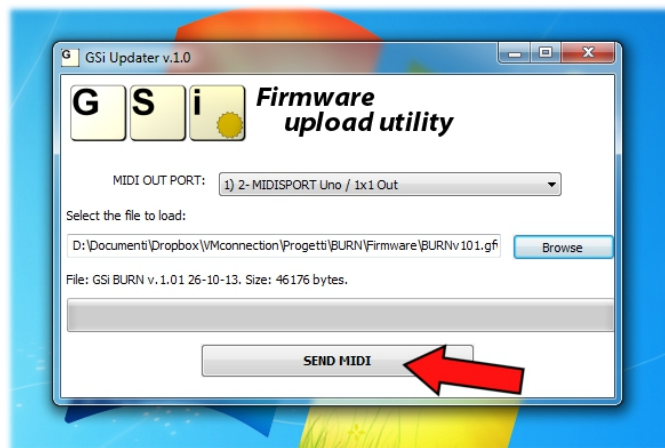 G GSi Updater v.1.0
G S i Firmware
upload utility
MIDI OUT PORT: 1) 2- MIDISPORT Uno / 1x1 Out
Select the file to load:
D:\Documenti\Dropbox\VMconnection\Progetti\BURN\Firmware\BURNv101.gf Browse
File: GSi BURN v.1.01 26-10-13. Size: 46176 bytes.
SEND MIDI